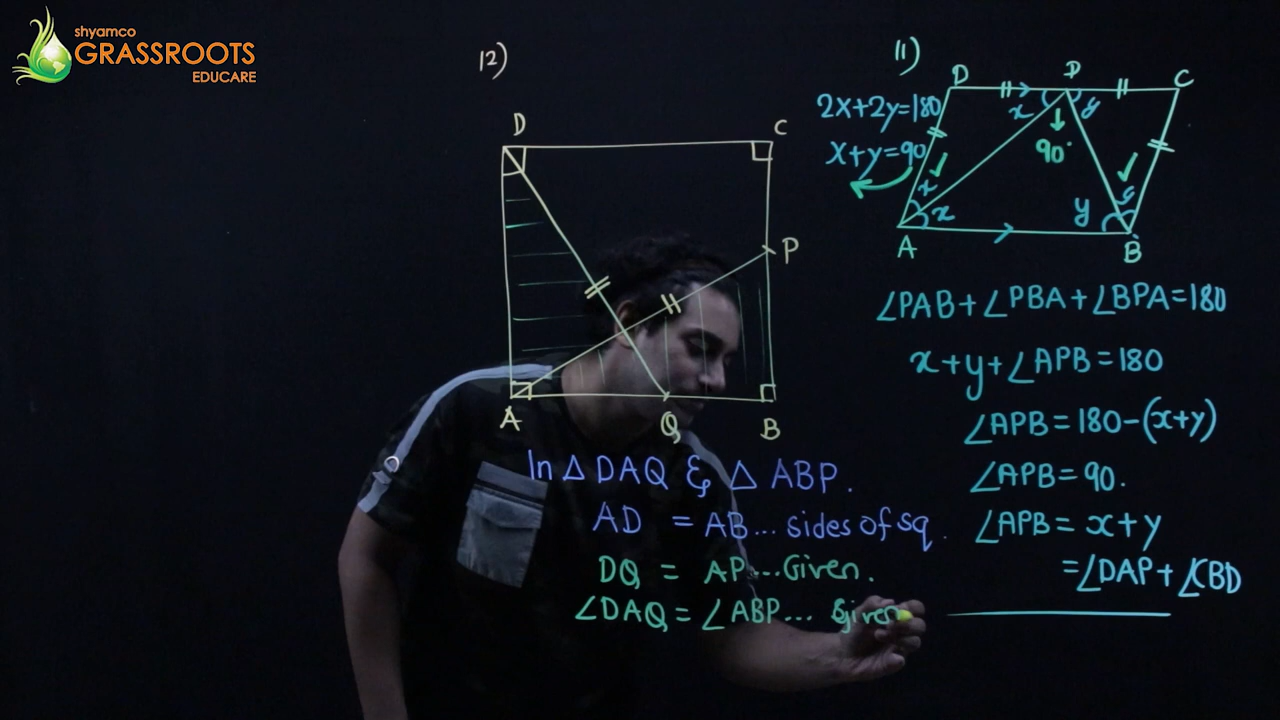 shyamco
GRASSROOTS
EDUCARE
12)
D
C
P
A
Q
B
In △ DAQ & △ ABP.
AD = AB... sides of sq.
DQ = AP...Given.
∠DAQ = ∠ABP...
11)
D
P
C
2x+2y=180
x+y=90
x
y
90°
x
x
y
y
A
B
∠PAB+∠PBA+∠BPA=180
x+y+∠APB=180
∠APB=180-(x+y)
∠APB=90.
∠APB= x+y
=∠DAP+∠CBD